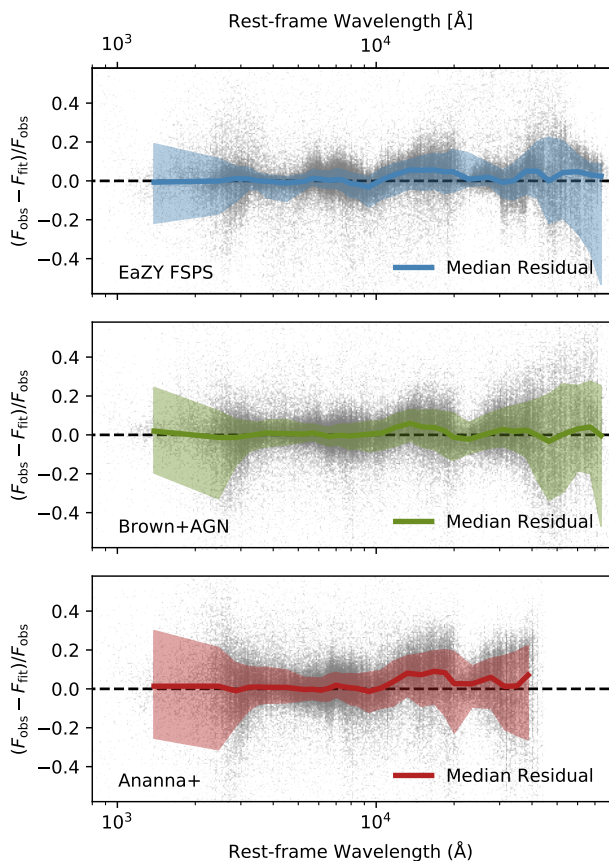 Rest-frame Wavelength [Å]
10³ 10⁴
0.4
0.2
0.0
−0.2
−0.4
(F_obs − F_fit)/F_obs
EaZY FSPS
Median Residual
0.4
0.2
0.0
−0.2
−0.4
(F_obs − F_fit)/F_obs
Brown+AGN
Median Residual
0.4
0.2
0.0
−0.2
−0.4
(F_obs − F_fit)/F_obs
Ananna+
Median Residual
10³ 10⁴
Rest-frame Wavelength (Å)